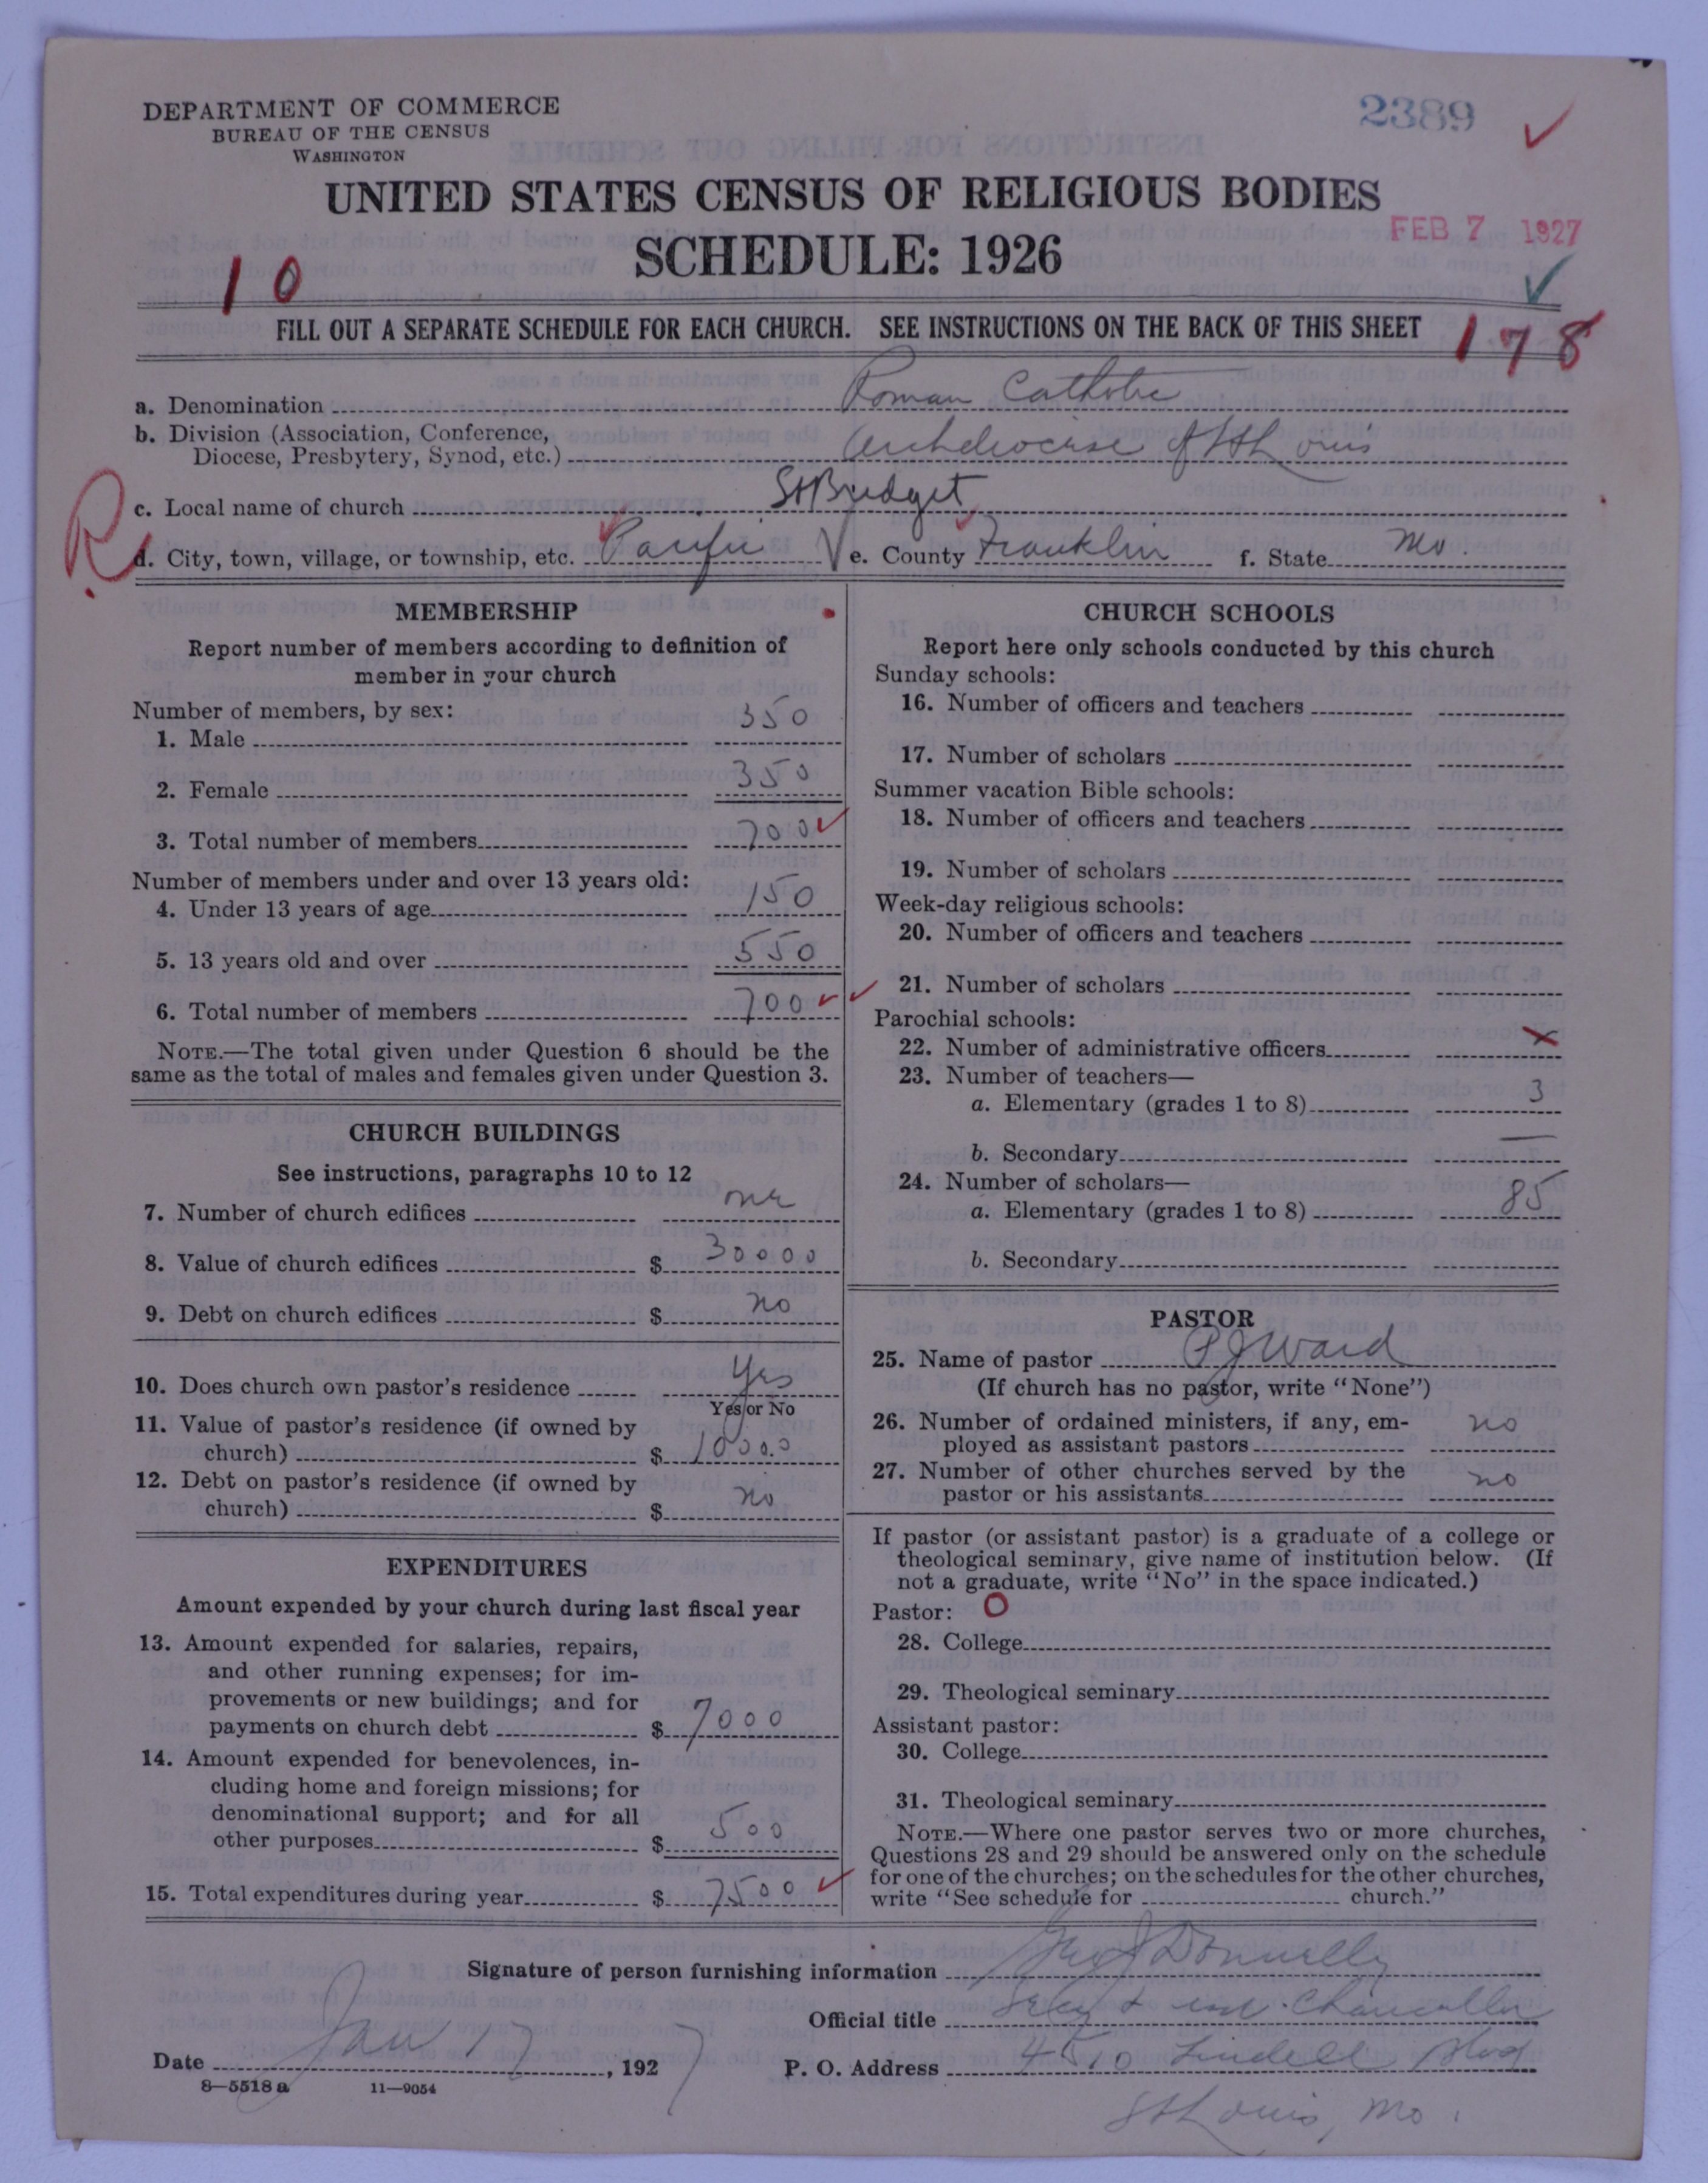 DEPARTMENT OF COMMERCE
BUREAU OF THE CENSUS
WASHINGTON
2389
UNITED STATES CENSUS OF RELIGIOUS BODIES
SCHEDULE: 1926
FEB 7 1927
10
FILL OUT A SEPARATE SCHEDULE FOR EACH CHURCH. SEE INSTRUCTIONS ON THE BACK OF THIS SHEET
178
a. Denomination Roman Catholic
b. Division (Association, Conference,
Diocese, Presbytery, Synod, etc.) Archdiocese of St Louis
c. Local name of church St Bridget
R
d. City, town, village, or township, etc. Pacific e. County Franklin f. State Mo.
MEMBERSHIP
Report number of members according to definition of
member in your church
Number of members, by sex:
1. Male 350
2. Female 350
3. Total number of members 700
Number of members under and over 13 years old:
4. Under 13 years of age 150
5. 13 years old and over 550
6. Total number of members 700
NOTE.—The total given under Question 6 should be the
same as the total of males and females given under Question 3.
CHURCH BUILDINGS
See instructions, paragraphs 10 to 12
7. Number of church edifices one
8. Value of church edifices $ 30000
9. Debt on church edifices $ no
10. Does church own pastor's residence Yes
Yes or No
11. Value of pastor's residence (if owned by
church) $ 10000
12. Debt on pastor's residence (if owned by
church) $ no
EXPENDITURES
Amount expended by your church during last fiscal year
13. Amount expended for salaries, repairs,
and other running expenses; for im-
provements or new buildings; and for
payments on church debt $ 7000
14. Amount expended for benevolences, in-
cluding home and foreign missions; for
denominational support; and for all
other purposes $ 500
15. Total expenditures during year $ 7500
CHURCH SCHOOLS
Report here only schools conducted by this church
Sunday schools:
16. Number of officers and teachers
17. Number of scholars
Summer vacation Bible schools:
18. Number of officers and teachers
19. Number of scholars
Week-day religious schools:
20. Number of officers and teachers
21. Number of scholars
Parochial schools:
22. Number of administrative officers x
23. Number of teachers—
a. Elementary (grades 1 to 8) 3
b. Secondary —
24. Number of scholars—
a. Elementary (grades 1 to 8) 85
b. Secondary
PASTOR
25. Name of pastor P J Ward
(If church has no pastor, write "None")
26. Number of ordained ministers, if any, em-
ployed as assistant pastors no
27. Number of other churches served by the
pastor or his assistants no
If pastor (or assistant pastor) is a graduate of a college or
theological seminary, give name of institution below. (If
not a graduate, write "No" in the space indicated.)
Pastor: O
28. College
29. Theological seminary
Assistant pastor:
30. College
31. Theological seminary
NOTE.—Where one pastor serves two or more churches,
Questions 28 and 29 should be answered only on the schedule
for one of the churches; on the schedules for the other churches,
write "See schedule for church."
Signature of person furnishing information Geo J Donnelly
Official title Secy & Chancellor
Date Jan 17, 1927 P. O. Address 4510 Lindell Blvd
8—5518 a 11—9054
St Louis, Mo.